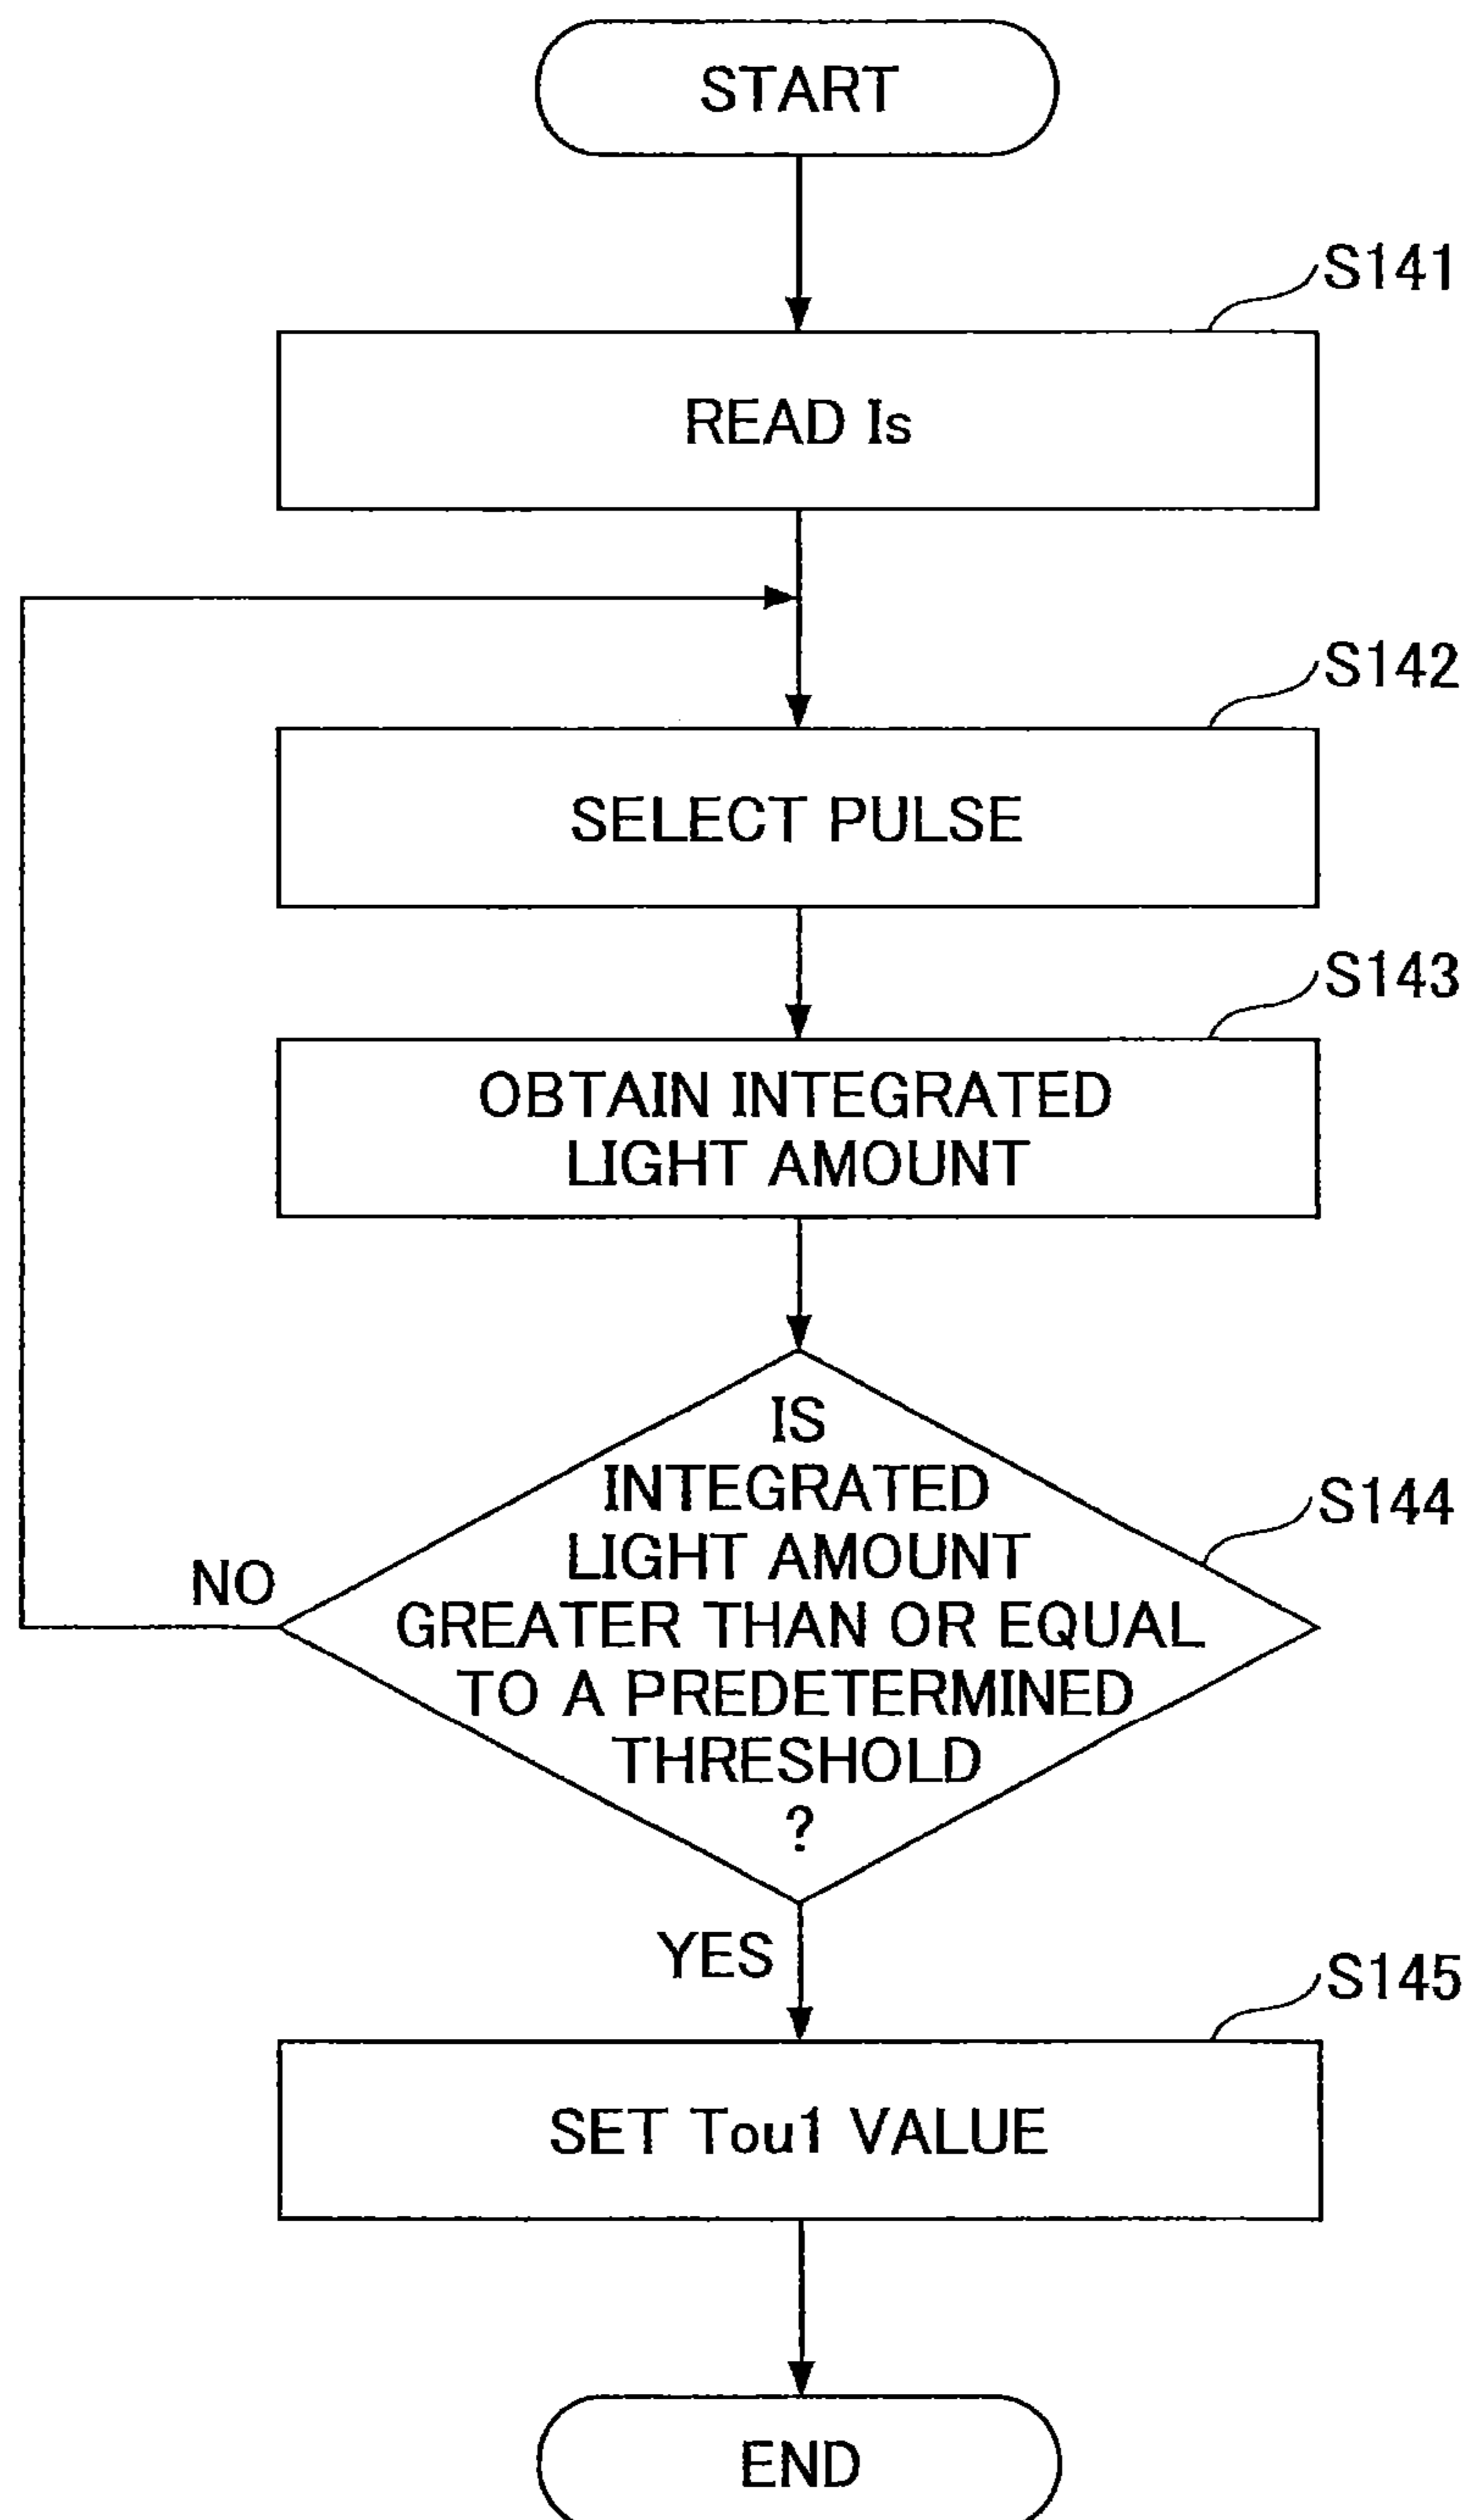 START
S141
READ Is
S142
SELECT PULSE
S143
OBTAIN INTEGRATED
LIGHT AMOUNT
IS
INTEGRATED
S144
LIGHT AMOUNT
NO
GREATER THAN OR EQUAL
TO A PREDETERMINED
THRESHOLD
?
YES
S145
SET Tou1 VALUE
END